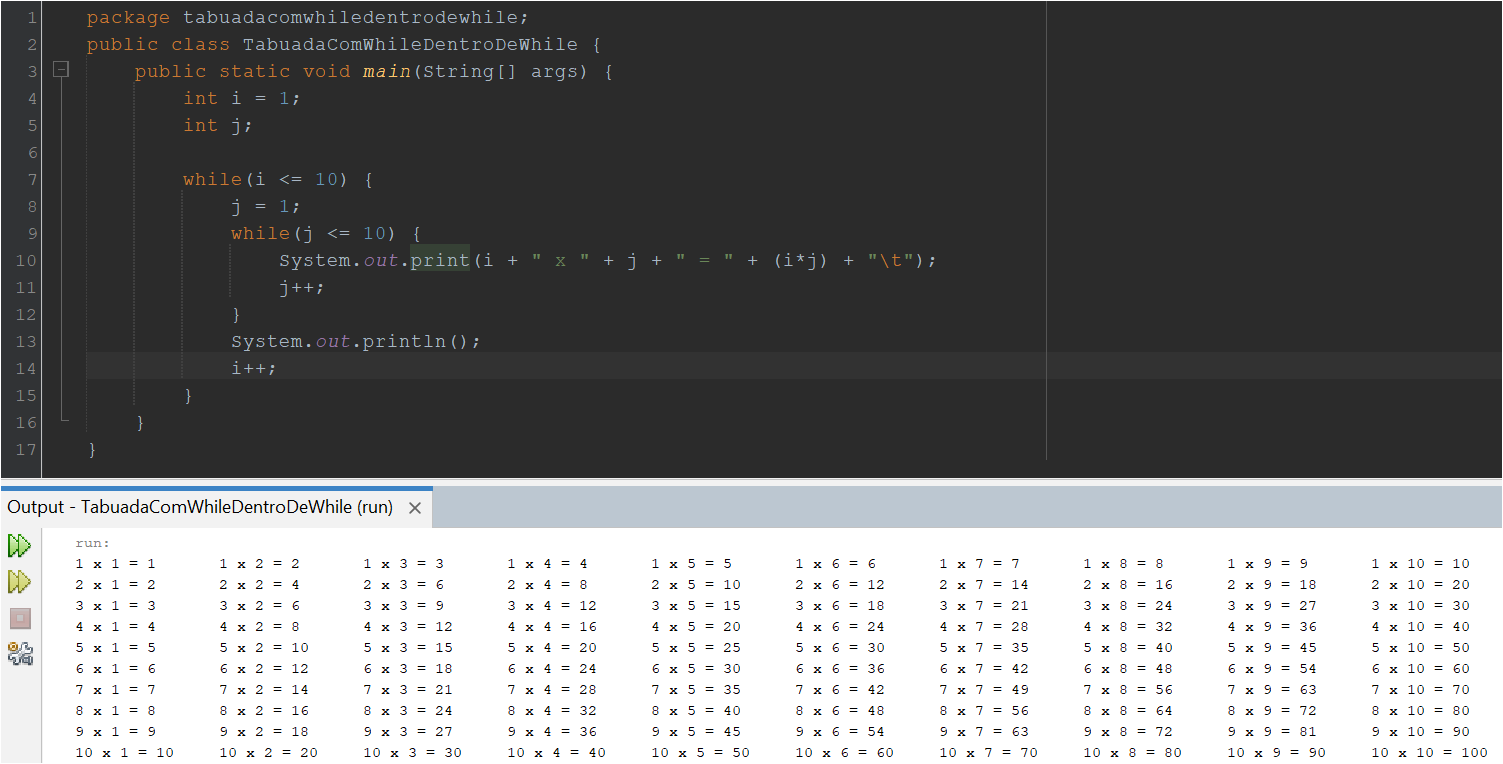 1 package tabuadacomwhiledentrodewhile;
2 public class TabuadaComWhileDentroDeWhile {
3 public static void main(String[] args) {
4 int i = 1;
5 int j;
6
7 while(i <= 10) {
8 j = 1;
9 while(j <= 10) {
10 System.out.print(i + " x " + j + " = " + (i*j) + "\t");
11 j++;
12 }
13 System.out.println();
14 i++;
15 }
16 }
17 }
Output - TabuadaComWhileDentroDeWhile (run) ×
run:
1 x 1 = 1 1 x 2 = 2 1 x 3 = 3 1 x 4 = 4 1 x 5 = 5 1 x 6 = 6 1 x 7 = 7 1 x 8 = 8 1 x 9 = 9 1 x 10 = 10
2 x 1 = 2 2 x 2 = 4 2 x 3 = 6 2 x 4 = 8 2 x 5 = 10 2 x 6 = 12 2 x 7 = 14 2 x 8 = 16 2 x 9 = 18 2 x 10 = 20
3 x 1 = 3 3 x 2 = 6 3 x 3 = 9 3 x 4 = 12 3 x 5 = 15 3 x 6 = 18 3 x 7 = 21 3 x 8 = 24 3 x 9 = 27 3 x 10 = 30
4 x 1 = 4 4 x 2 = 8 4 x 3 = 12 4 x 4 = 16 4 x 5 = 20 4 x 6 = 24 4 x 7 = 28 4 x 8 = 32 4 x 9 = 36 4 x 10 = 40
5 x 1 = 5 5 x 2 = 10 5 x 3 = 15 5 x 4 = 20 5 x 5 = 25 5 x 6 = 30 5 x 7 = 35 5 x 8 = 40 5 x 9 = 45 5 x 10 = 50
6 x 1 = 6 6 x 2 = 12 6 x 3 = 18 6 x 4 = 24 6 x 5 = 30 6 x 6 = 36 6 x 7 = 42 6 x 8 = 48 6 x 9 = 54 6 x 10 = 60
7 x 1 = 7 7 x 2 = 14 7 x 3 = 21 7 x 4 = 28 7 x 5 = 35 7 x 6 = 42 7 x 7 = 49 7 x 8 = 56 7 x 9 = 63 7 x 10 = 70
8 x 1 = 8 8 x 2 = 16 8 x 3 = 24 8 x 4 = 32 8 x 5 = 40 8 x 6 = 48 8 x 7 = 56 8 x 8 = 64 8 x 9 = 72 8 x 10 = 80
9 x 1 = 9 9 x 2 = 18 9 x 3 = 27 9 x 4 = 36 9 x 5 = 45 9 x 6 = 54 9 x 7 = 63 9 x 8 = 72 9 x 9 = 81 9 x 10 = 90
10 x 1 = 10 10 x 2 = 20 10 x 3 = 30 10 x 4 = 40 10 x 5 = 50 10 x 6 = 60 10 x 7 = 70 10 x 8 = 80 10 x 9 = 90 10 x 10 = 100